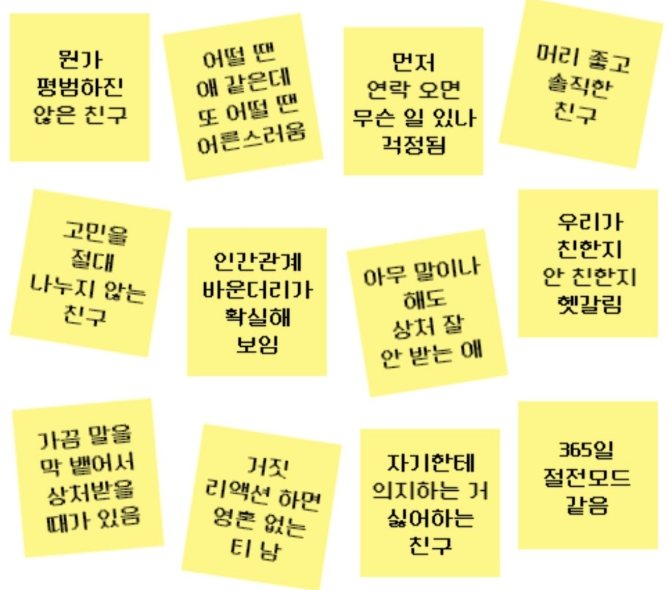 뭔가
평범하진
않은 친구
어떨 땐
애 같은데
또 어떨 땐
어른스러움
먼저
연락 오면
무슨 일 있나
걱정됨
머리 좋고
솔직한
친구
고민을
절대
나누지 않는
친구
인간관계
바운더리가
확실해
보임
아무 말이나
해도
상처 잘
안 받는 애
우리가
친한지
안 친한지
헷갈림
가끔 말을
막 뱉어서
상처받을
때가 있음
거짓
리액션 하면
영혼 없는
티 남
자기한테
의지하는 거
싫어하는
친구
365일
절전모드
같음